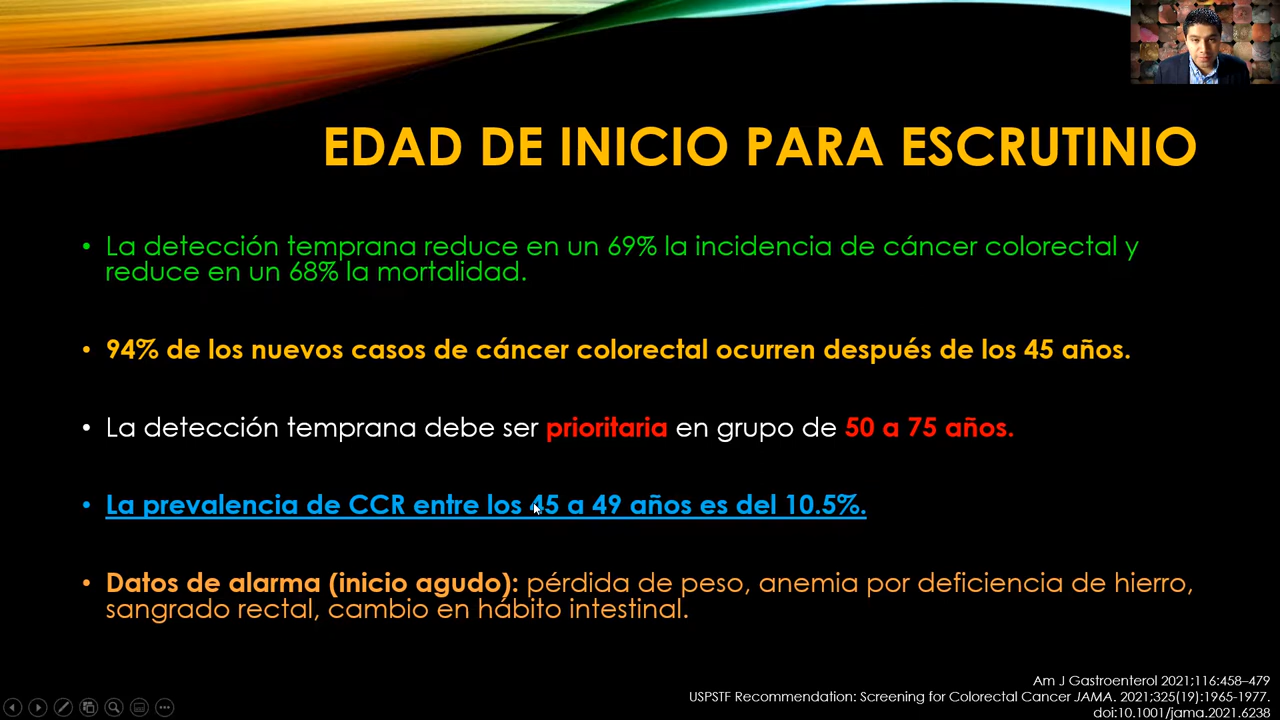 EDAD DE INICIO PARA ESCRUTINIO
• La detección temprana reduce en un 69% la incidencia de cáncer colorectal y
reduce en un 68% la mortalidad.
• 94% de los nuevos casos de cáncer colorectal ocurren después de los 45 años.
• La detección temprana debe ser prioritaria en grupo de 50 a 75 años.
• La prevalencia de CCR entre los 45 a 49 años es del 10.5%.
• Datos de alarma (inicio agudo): pérdida de peso, anemia por deficiencia de hierro,
sangrado rectal, cambio en hábito intestinal.
Am J Gastroenterol 2021;116:458–479
USPSTF Recommendation: Screening for Colorectal Cancer JAMA. 2021;325(19):1965-1977.
doi:10.1001/jama.2021.6238